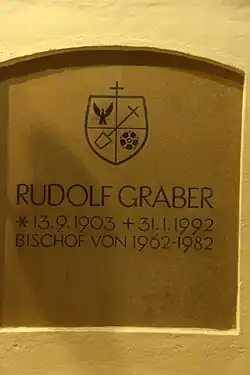 RUDOLF GRABER
* 13.9.1903 + 31.1.1992
BISCHOF VON 1962-1982